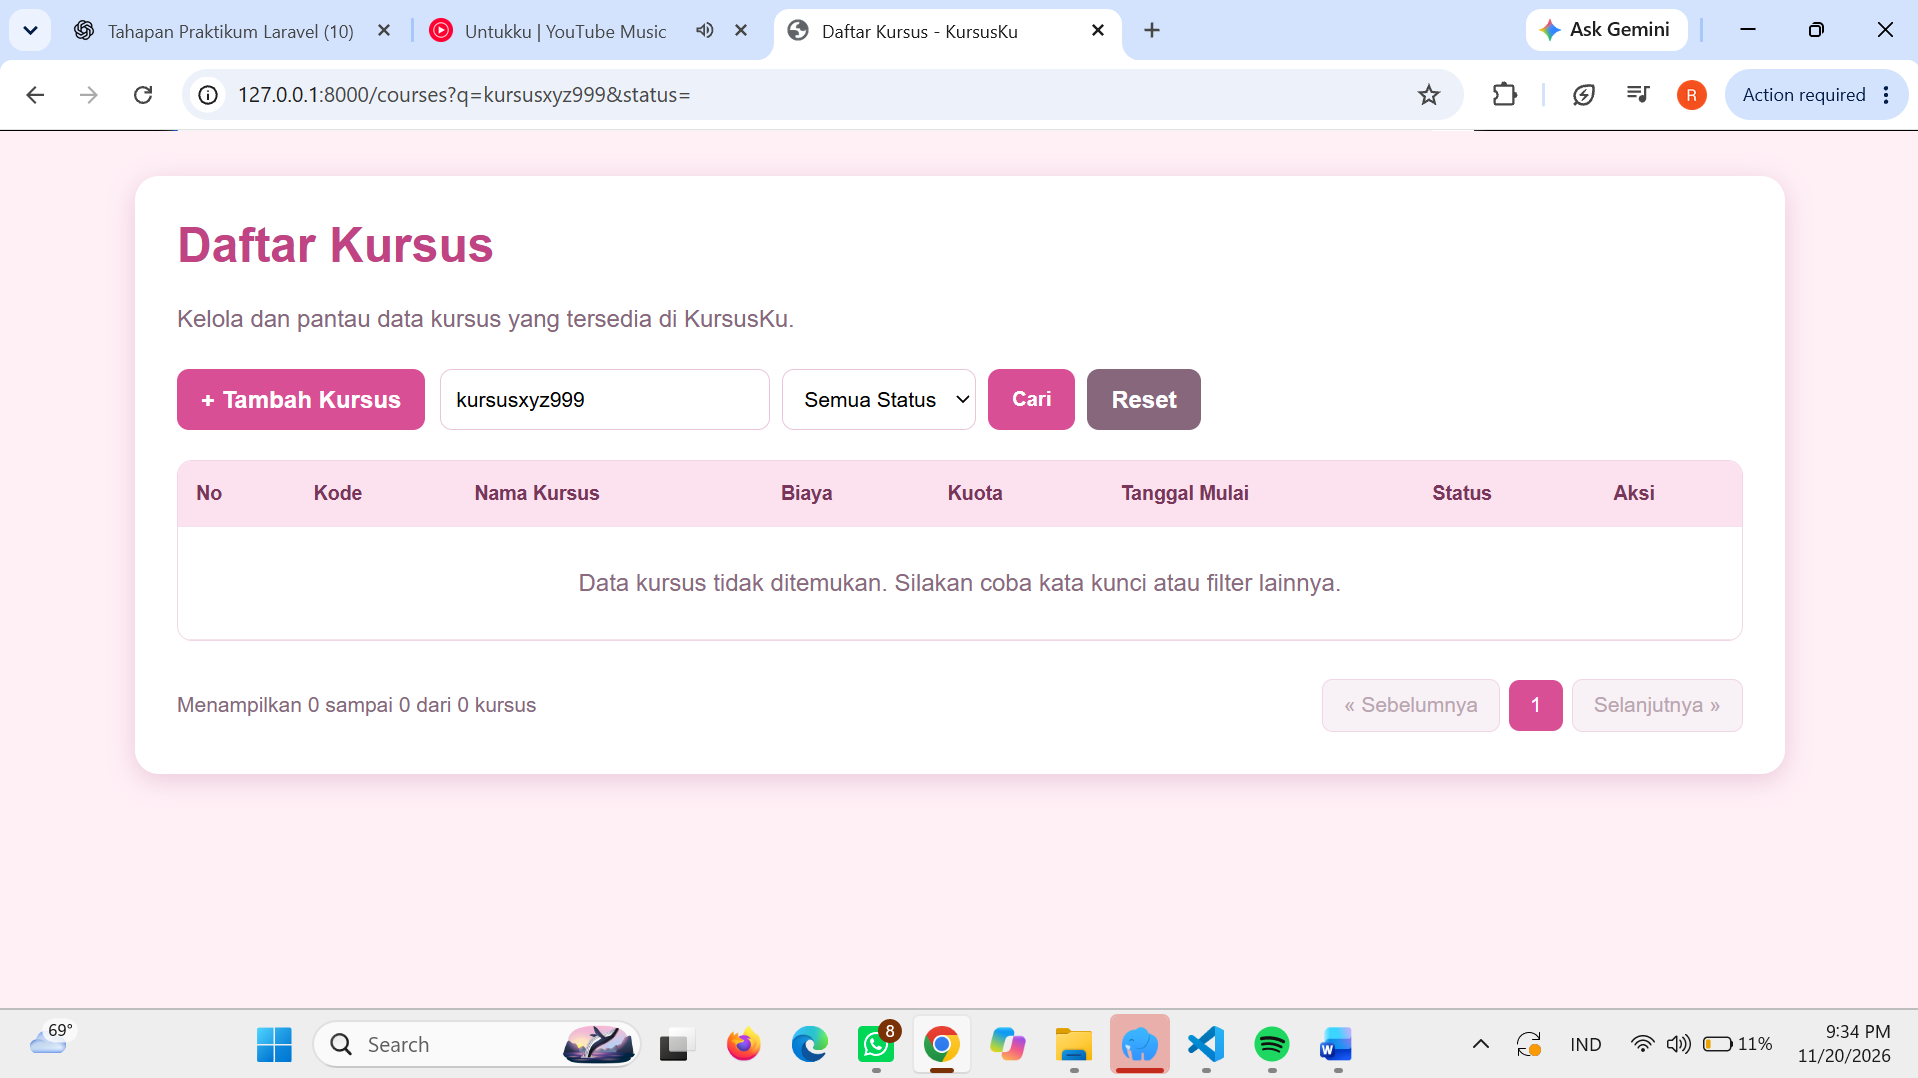 Tahapan Praktikum Laravel (10)
Untukku | YouTube Music
Daftar Kursus - KursusKu
Ask Gemini
127.0.0.1:8000/courses?q=kursusxyz999&status=
R
Action required
Daftar Kursus
Kelola dan pantau data kursus yang tersedia di KursusKu.
+ Tambah Kursus
kursusxyz999
Semua Status
Cari
Reset
No Kode Nama Kursus Biaya Kuota Tanggal Mulai Status Aksi
Data kursus tidak ditemukan. Silakan coba kata kunci atau filter lainnya.
Menampilkan 0 sampai 0 dari 0 kursus
« Sebelumnya
1
Selanjutnya »
69°
Search
8
W
IND
11%
9:34 PM
11/20/2026